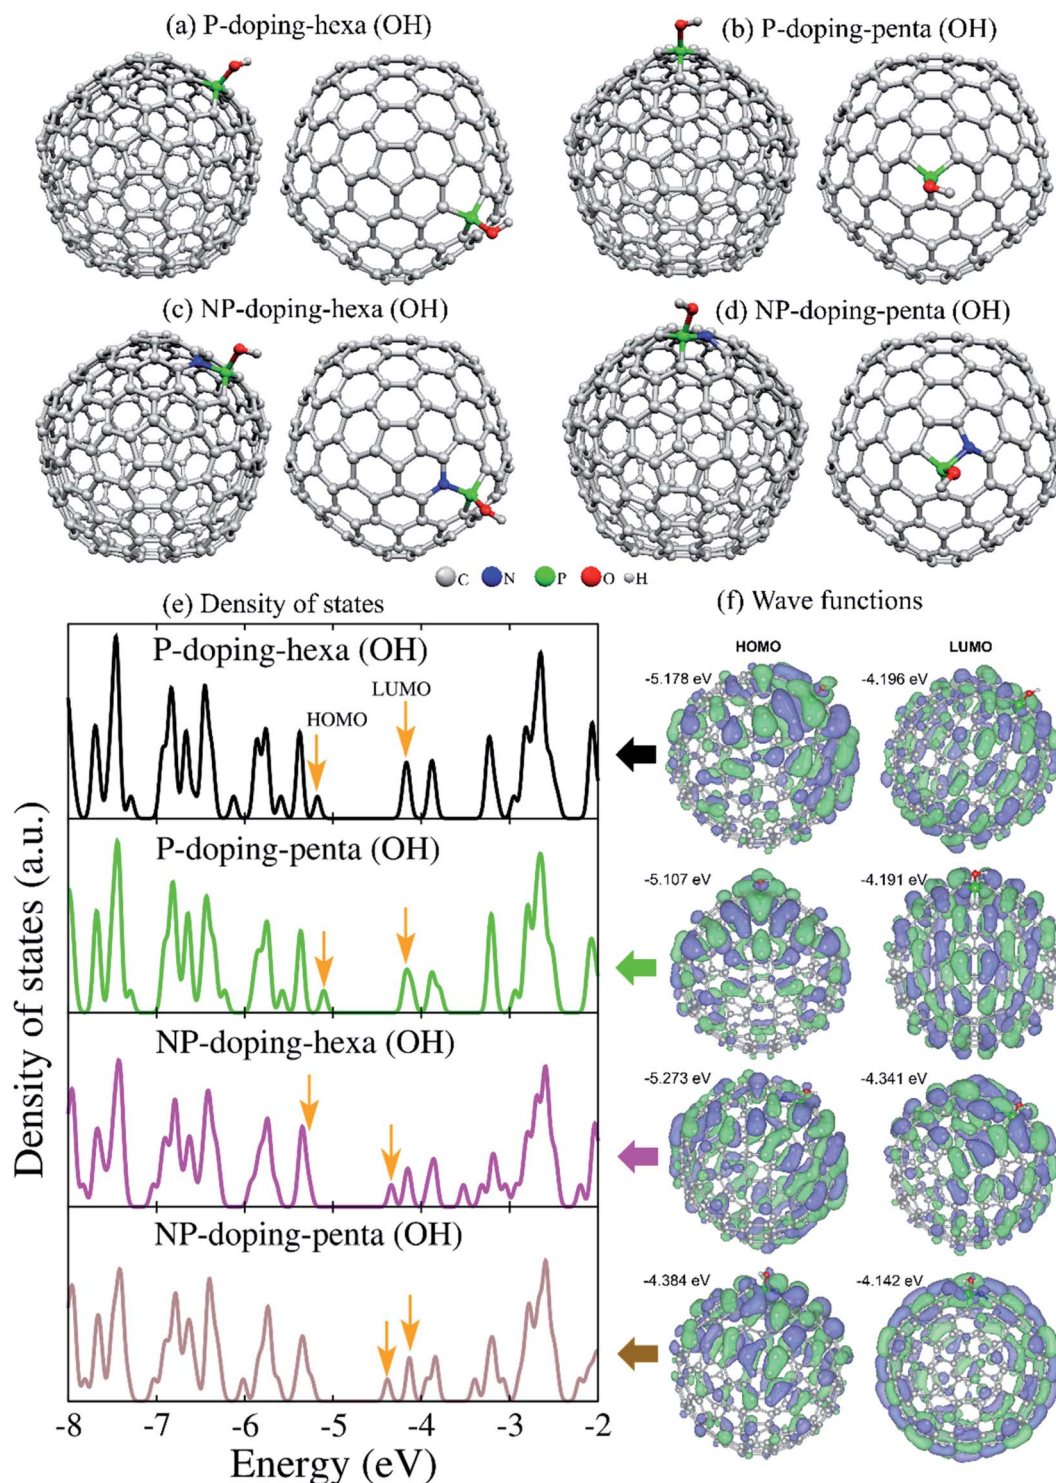 (a) P-doping-hexa (OH)
(b) P-doping-penta (OH)
(c) NP-doping-hexa (OH)
(d) NP-doping-penta (OH)
C N P O H
(e) Density of states
(f) Wave functions
P-doping-hexa (OH)
LUMO
HOMO
P-doping-penta (OH)
NP-doping-hexa (OH)
NP-doping-penta (OH)
Density of states (a.u.)
-8 -7 -6 -5 -4 -3 -2
Energy (eV)
HOMO LUMO
-5.178 eV -4.196 eV
-5.107 eV -4.191 eV
-5.273 eV -4.341 eV
-4.384 eV -4.142 eV